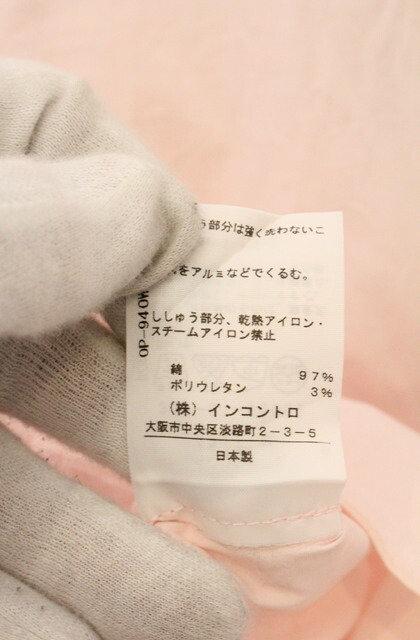 う部分は強く洗わないこ
をアルミなどでくるむ。
ししゅう部分、乾熱アイロン・
スチームアイロン禁止
綿 97%
ポリウレタン 3%
(株)インコントロ
大阪市中央区淡路町2-3-5
日本製
OP-940W